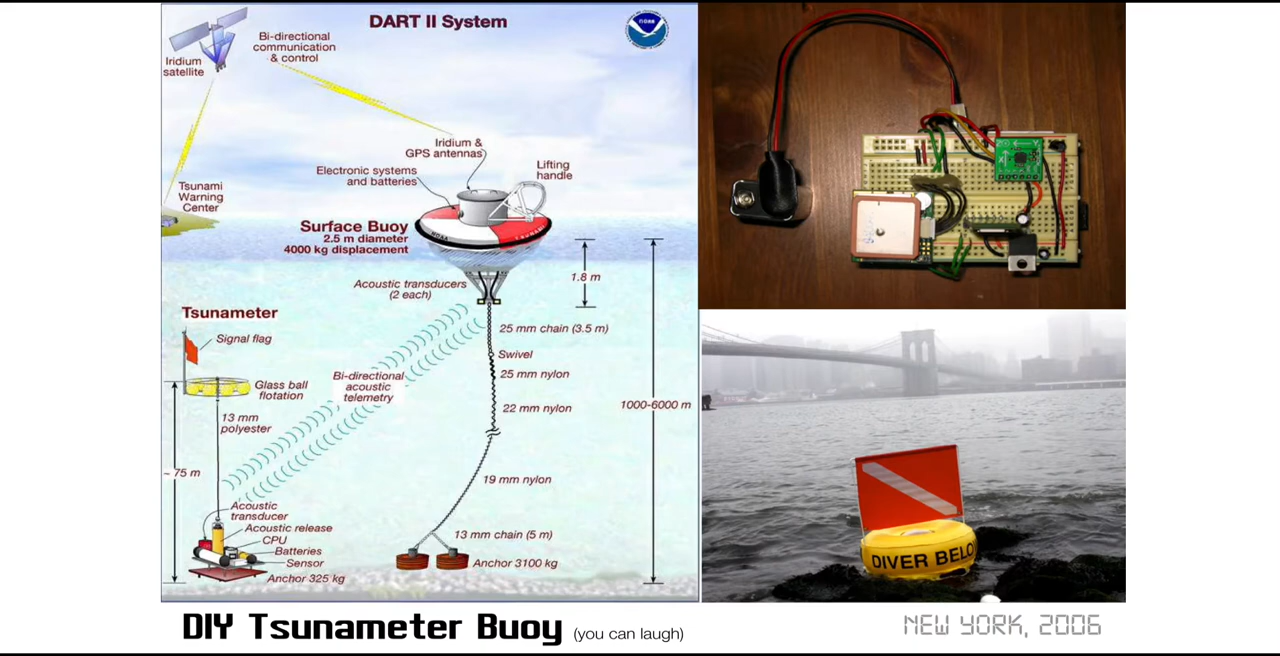 DART II System
NOAA
Iridium
satellite
Bi-directional
communication
& control
Iridium &
GPS antennas
Electronic systems
and batteries
Lifting
handle
Tsunami
Warning
Center
Surface Buoy
2.5 m diameter
4000 kg displacement
NOAA
TSUNAMI
1.8 m
Acoustic transducers
(2 each)
Tsunameter
Signal flag
25 mm chain (3.5 m)
Swivel
25 mm nylon
Bi-directional
acoustic
telemetry
Glass ball
flotation
22 mm nylon
1000-6000 m
13 mm
polyester
~ 75 m
19 mm nylon
Acoustic
transducer
Acoustic release
CPU
Batteries
Sensor
Anchor 325 kg
13 mm chain (5 m)
Anchor 3100 kg
DIVER BELO
DIY Tsunameter Buoy (you can laugh)
NEW YORK, 2006